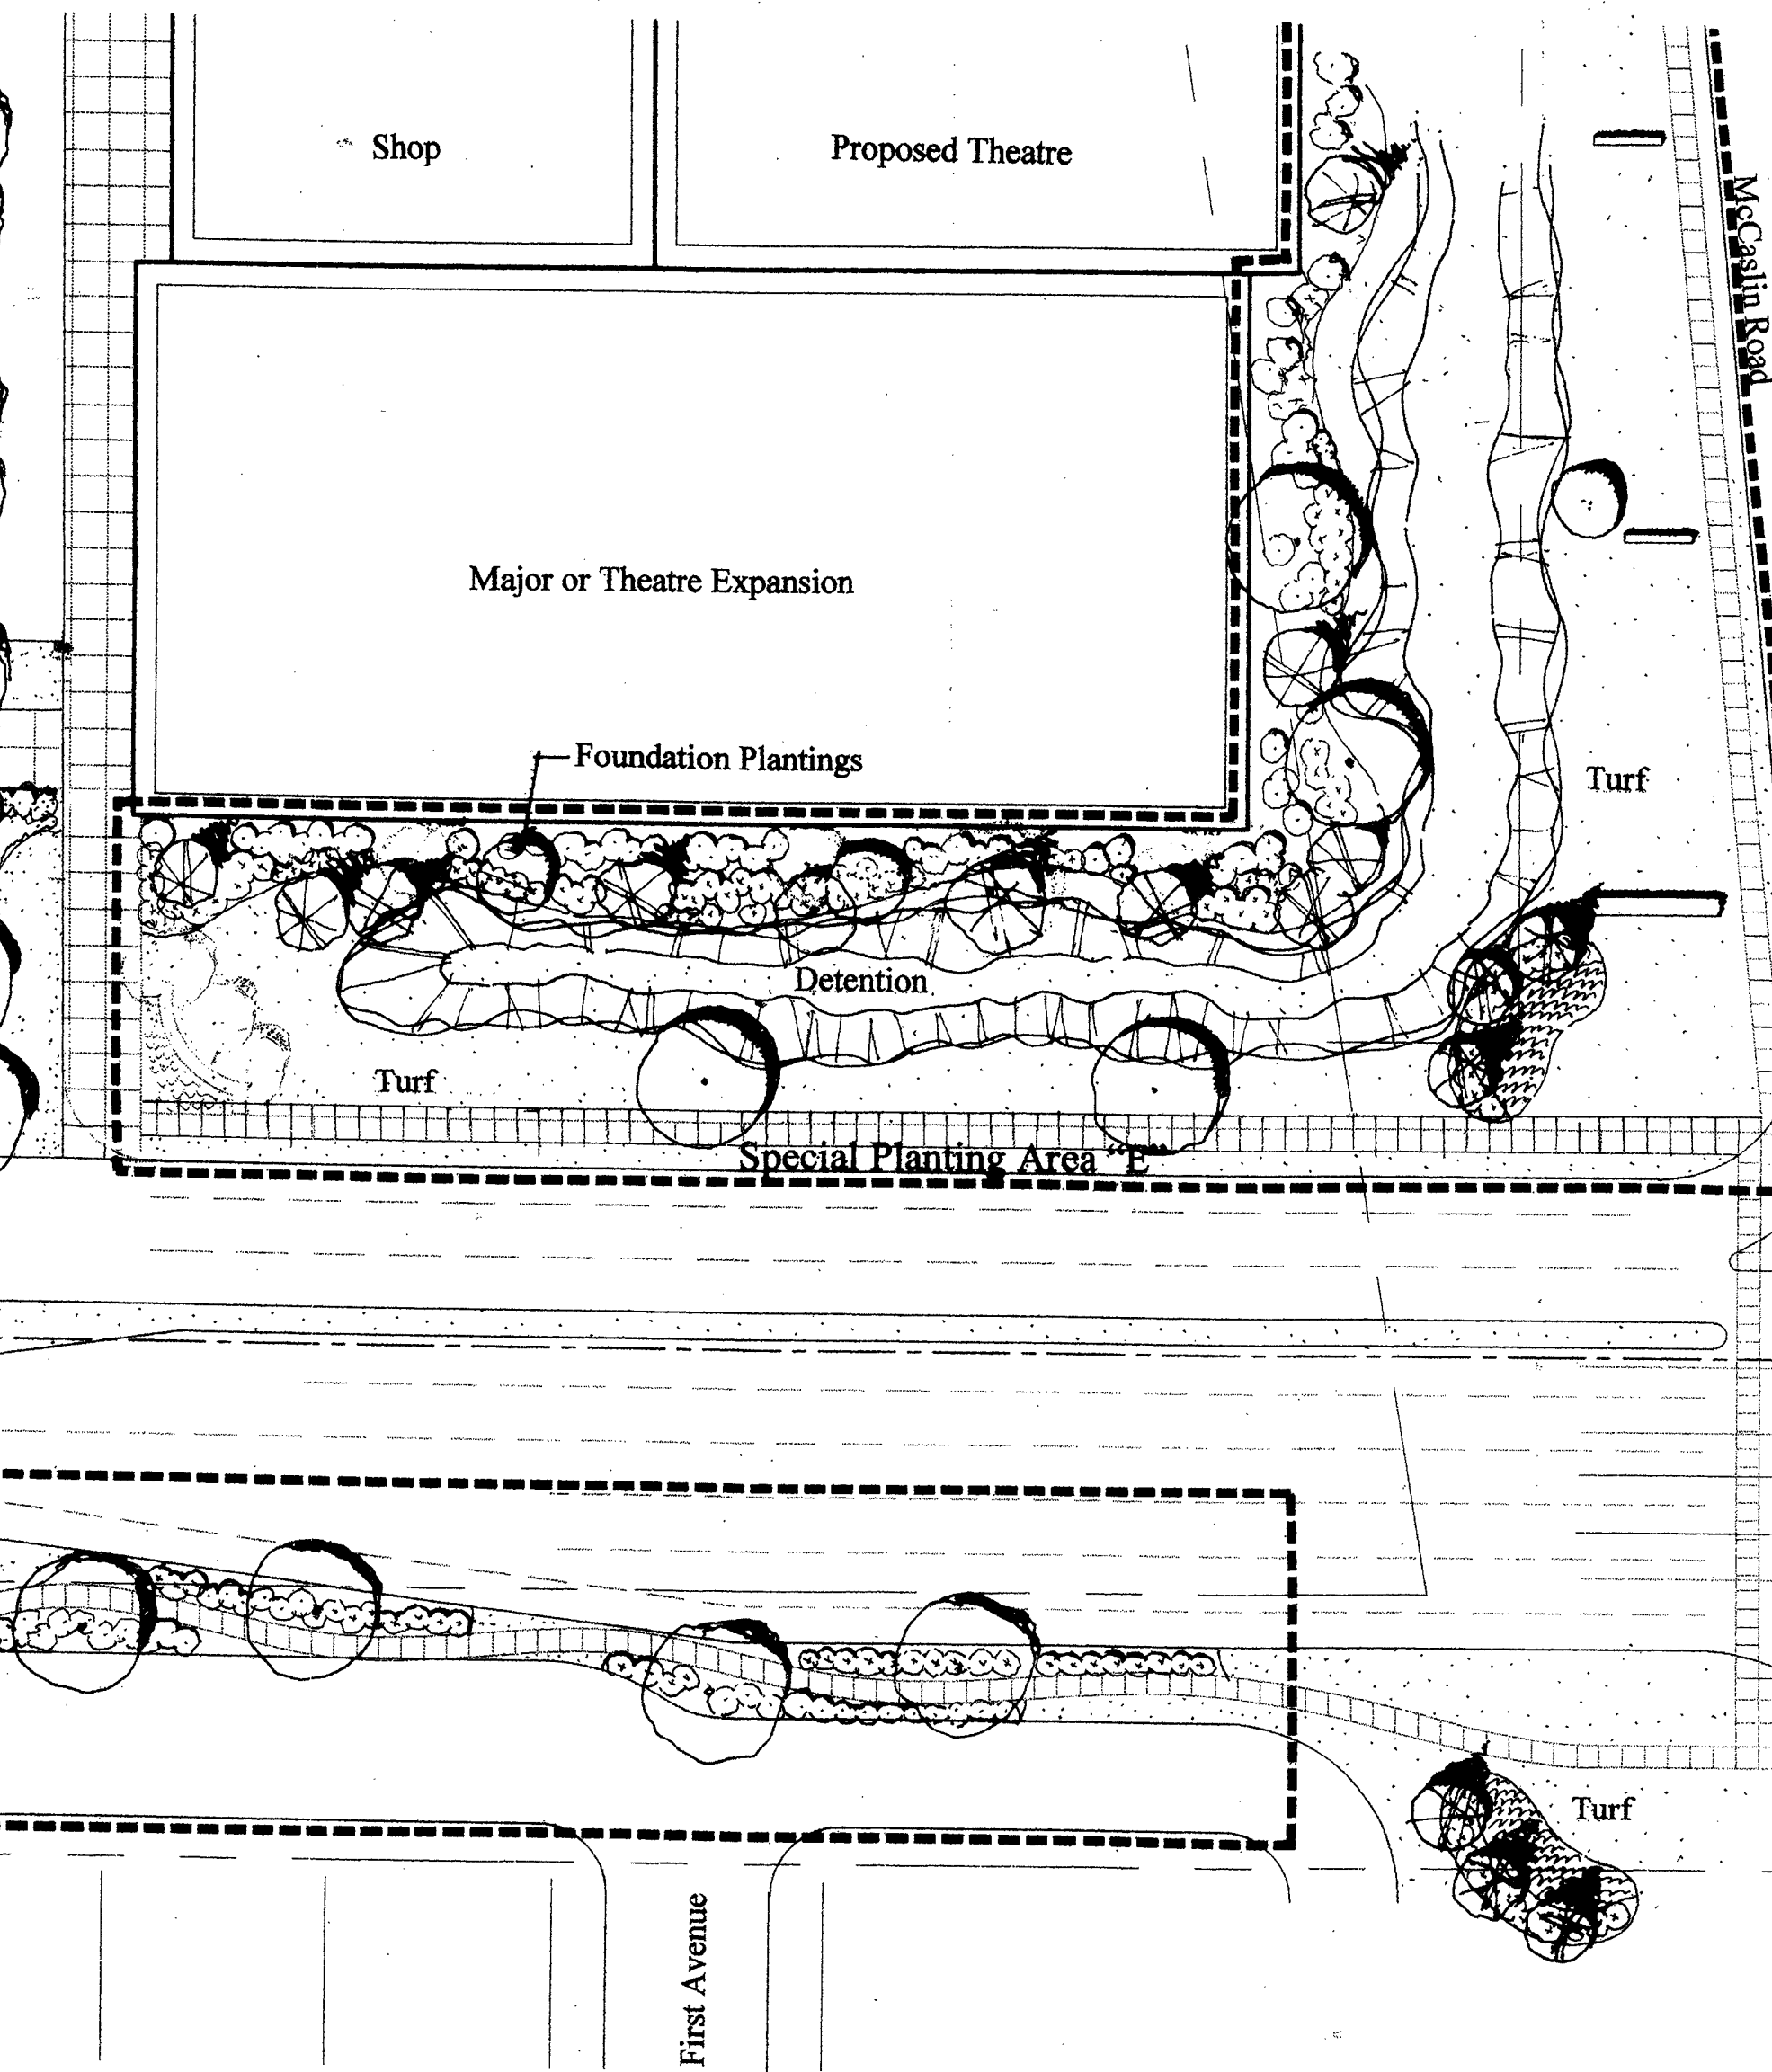 Shop
Proposed Theatre
McCaslin Road
Major or Theatre Expansion
Foundation Plantings
Turf
Detention
Turf
Special Planting Area “E”
Turf
First Avenue